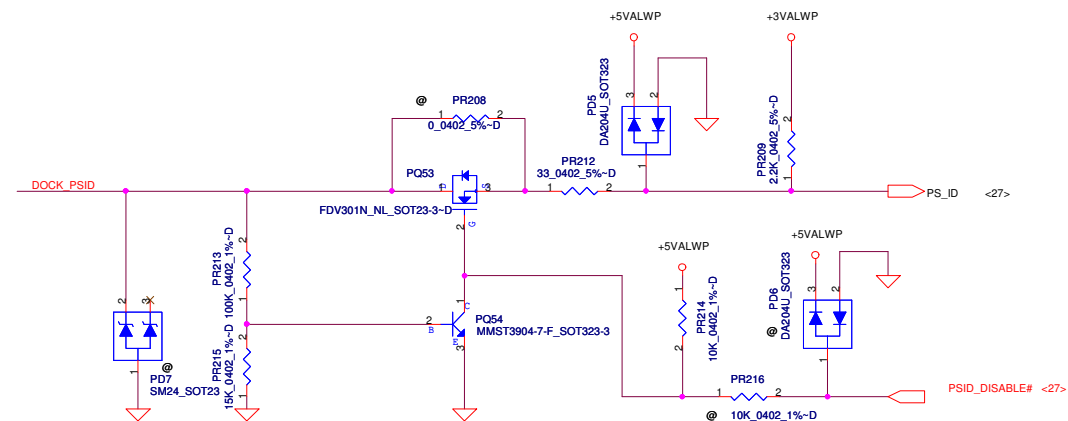 +5VALWP
+3VALWP
PD5
DA204U_SOT323
3
2
1
@
PR208
1
2
0_0402_5%~D
PR209
2.2K_0402_5%~D
2
1
DOCK_PSID
PQ53
D
S
3
1
G
2
FDV301N_NL_SOT23-3~D
PR212
33_0402_5%~D
1
2
PS_ID
<27>
+5VALWP
+5VALWP
PR213
100K_0402_1%~D
2
1
PD6
DA204U_SOT323
3
2
1
@
PR214
10K_0402_1%~D
1
2
2
3
1
@
PD7
SM24_SOT23
PR215
15K_0402_1%~D
2
1
2
B
1
C
E
3
PQ54
MMST3904-7-F_SOT323-3
PR216
1
2
@
10K_0402_1%~D
PSID_DISABLE#
<27>